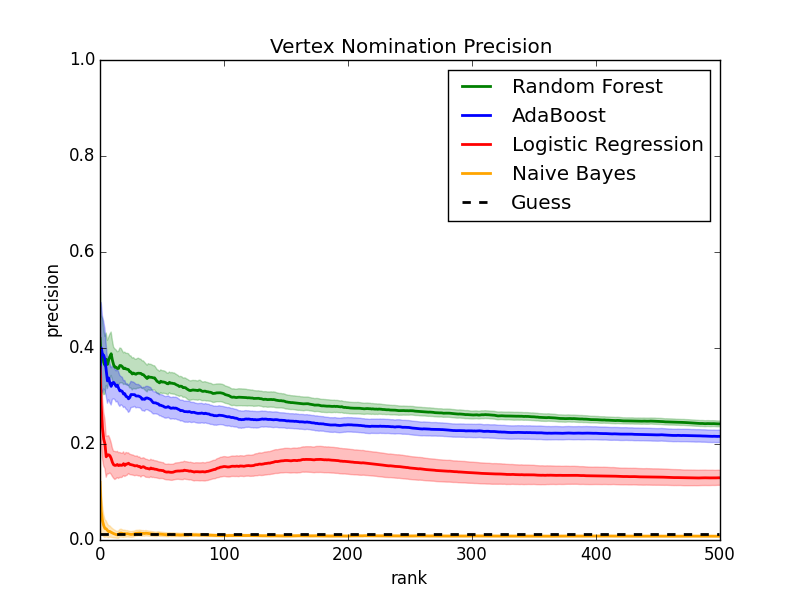 Vertex Nomination Precision
1.0
0.8
0.6
0.4
0.2
0.0
precision
Random Forest
AdaBoost
Logistic Regression
Naive Bayes
Guess
0 100 200 300 400 500
rank